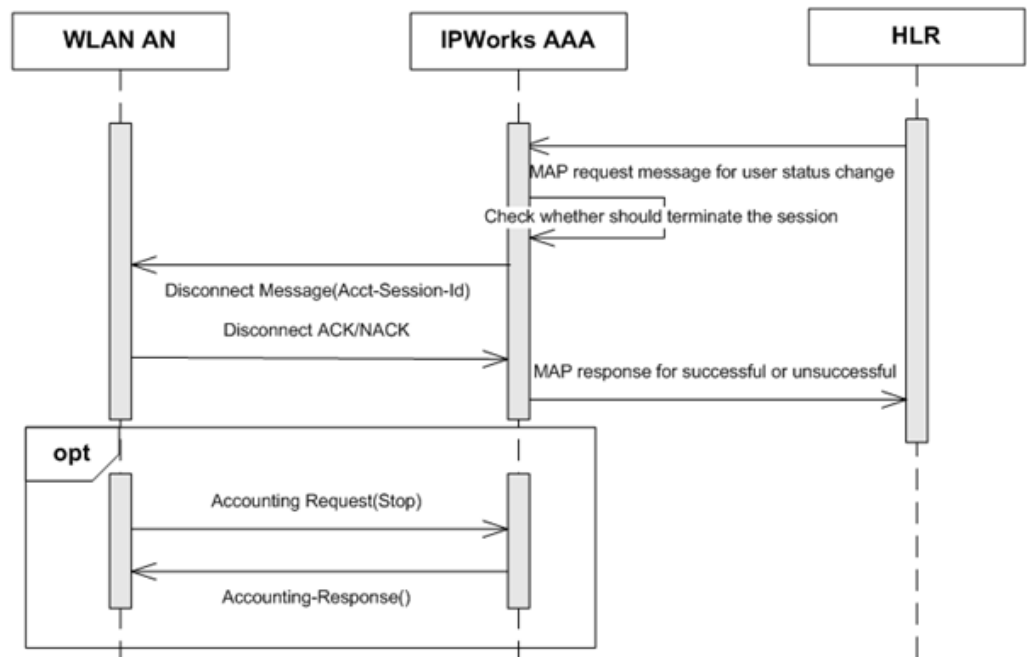 WLAN AN
IPWorks AAA
HLR
MAP request message for user status change
Check whether should terminate the session
Disconnect Message(Acct-Session-Id)
Disconnect ACK/NACK
MAP response for successful or unsuccessful
opt
Accounting Request(Stop)
Accounting-Response()